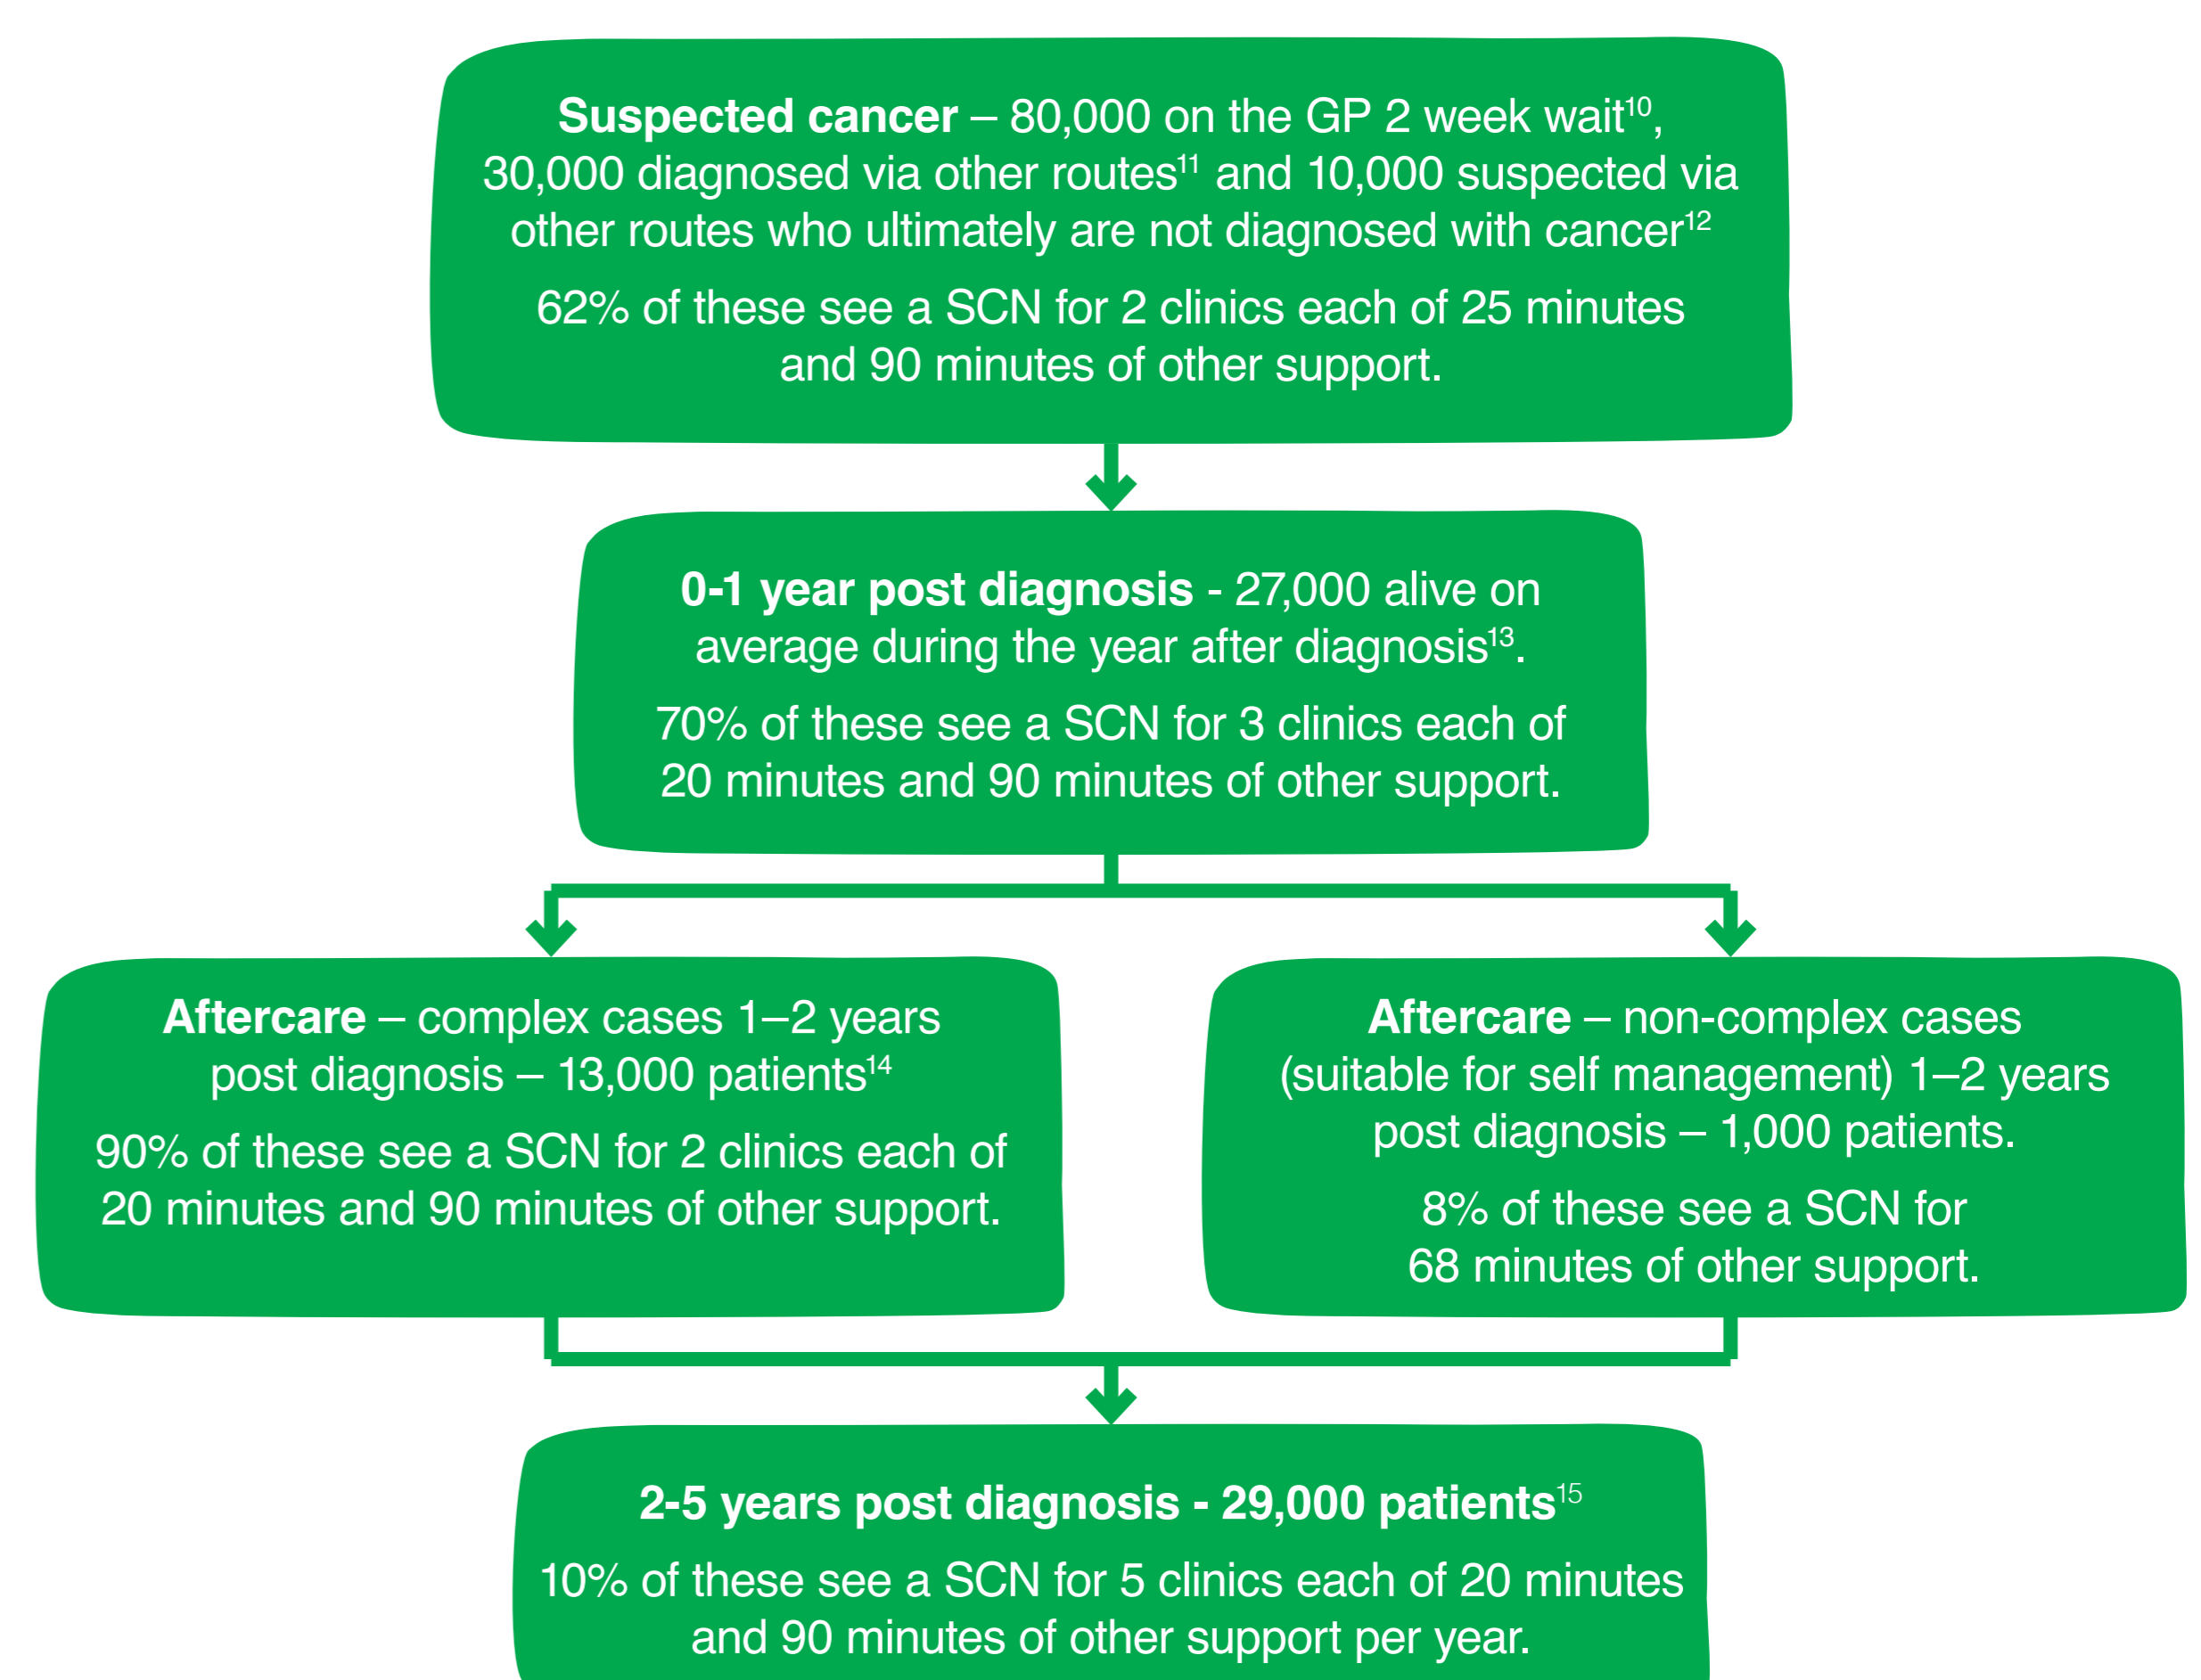 Suspected cancer – 80,000 on the GP 2 week wait10,
30,000 diagnosed via other routes11 and 10,000 suspected via
other routes who ultimately are not diagnosed with cancer12
62% of these see a SCN for 2 clinics each of 25 minutes
and 90 minutes of other support.
0-1 year post diagnosis - 27,000 alive on
average during the year after diagnosis13.
70% of these see a SCN for 3 clinics each of
20 minutes and 90 minutes of other support.
Aftercare – complex cases 1–2 years
post diagnosis – 13,000 patients14
90% of these see a SCN for 2 clinics each of
20 minutes and 90 minutes of other support.
Aftercare – non-complex cases
(suitable for self management) 1–2 years
post diagnosis – 1,000 patients.
8% of these see a SCN for
68 minutes of other support.
2-5 years post diagnosis - 29,000 patients15
10% of these see a SCN for 5 clinics each of 20 minutes
and 90 minutes of other support per year.